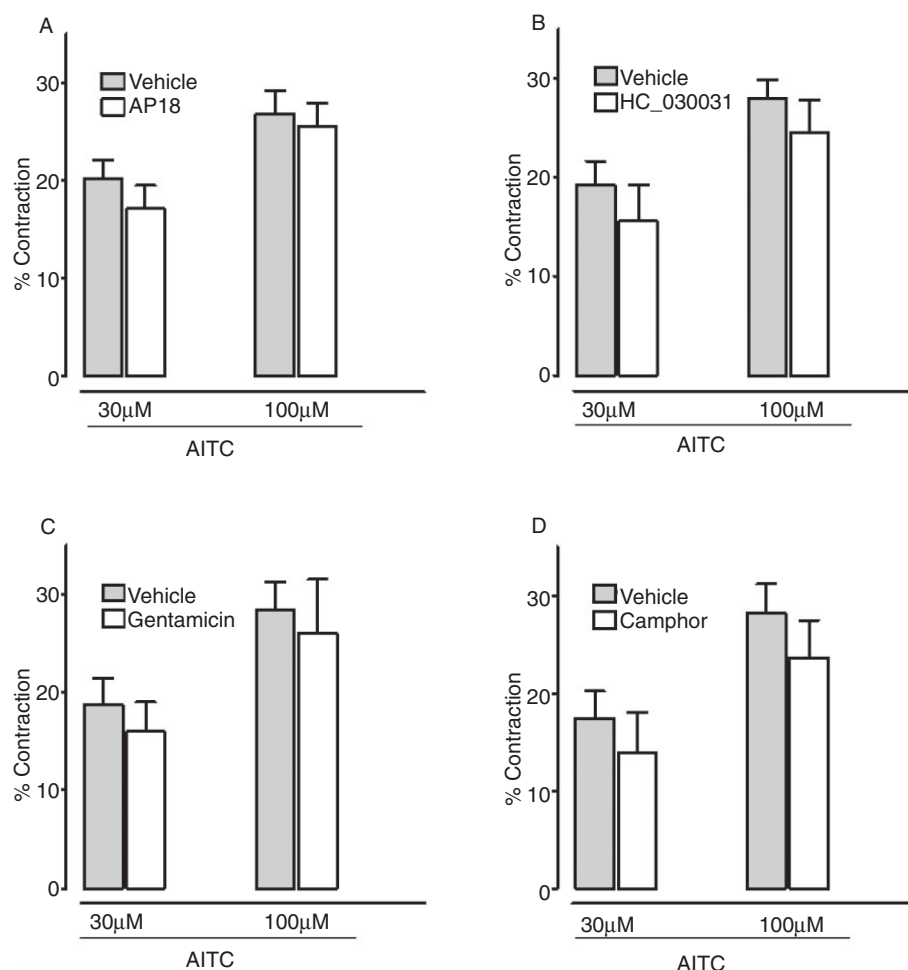 A
Vehicle
AP18
30
20
10
0
% Contraction
30μM 100μM
AITC
B
Vehicle
HC_030031
30
20
10
0
% Contraction
30μM 100μM
AITC
C
Vehicle
Gentamicin
30
20
10
0
% Contraction
30μM 100μM
AITC
D
Vehicle
Camphor
30
20
10
0
% Contraction
30μM 100μM
AITC